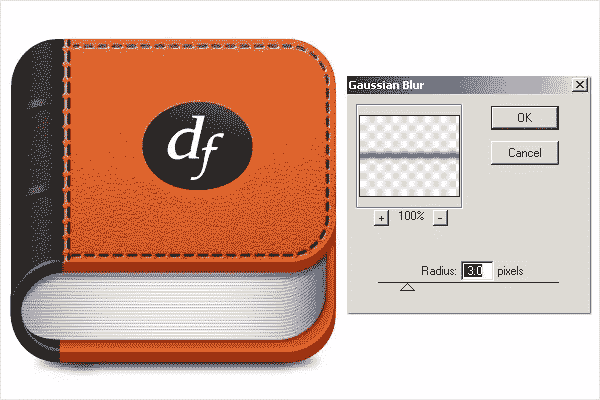 df
Gaussian Blur
OK
Cancel
+ 100% -
Radius: 3.0 pixels